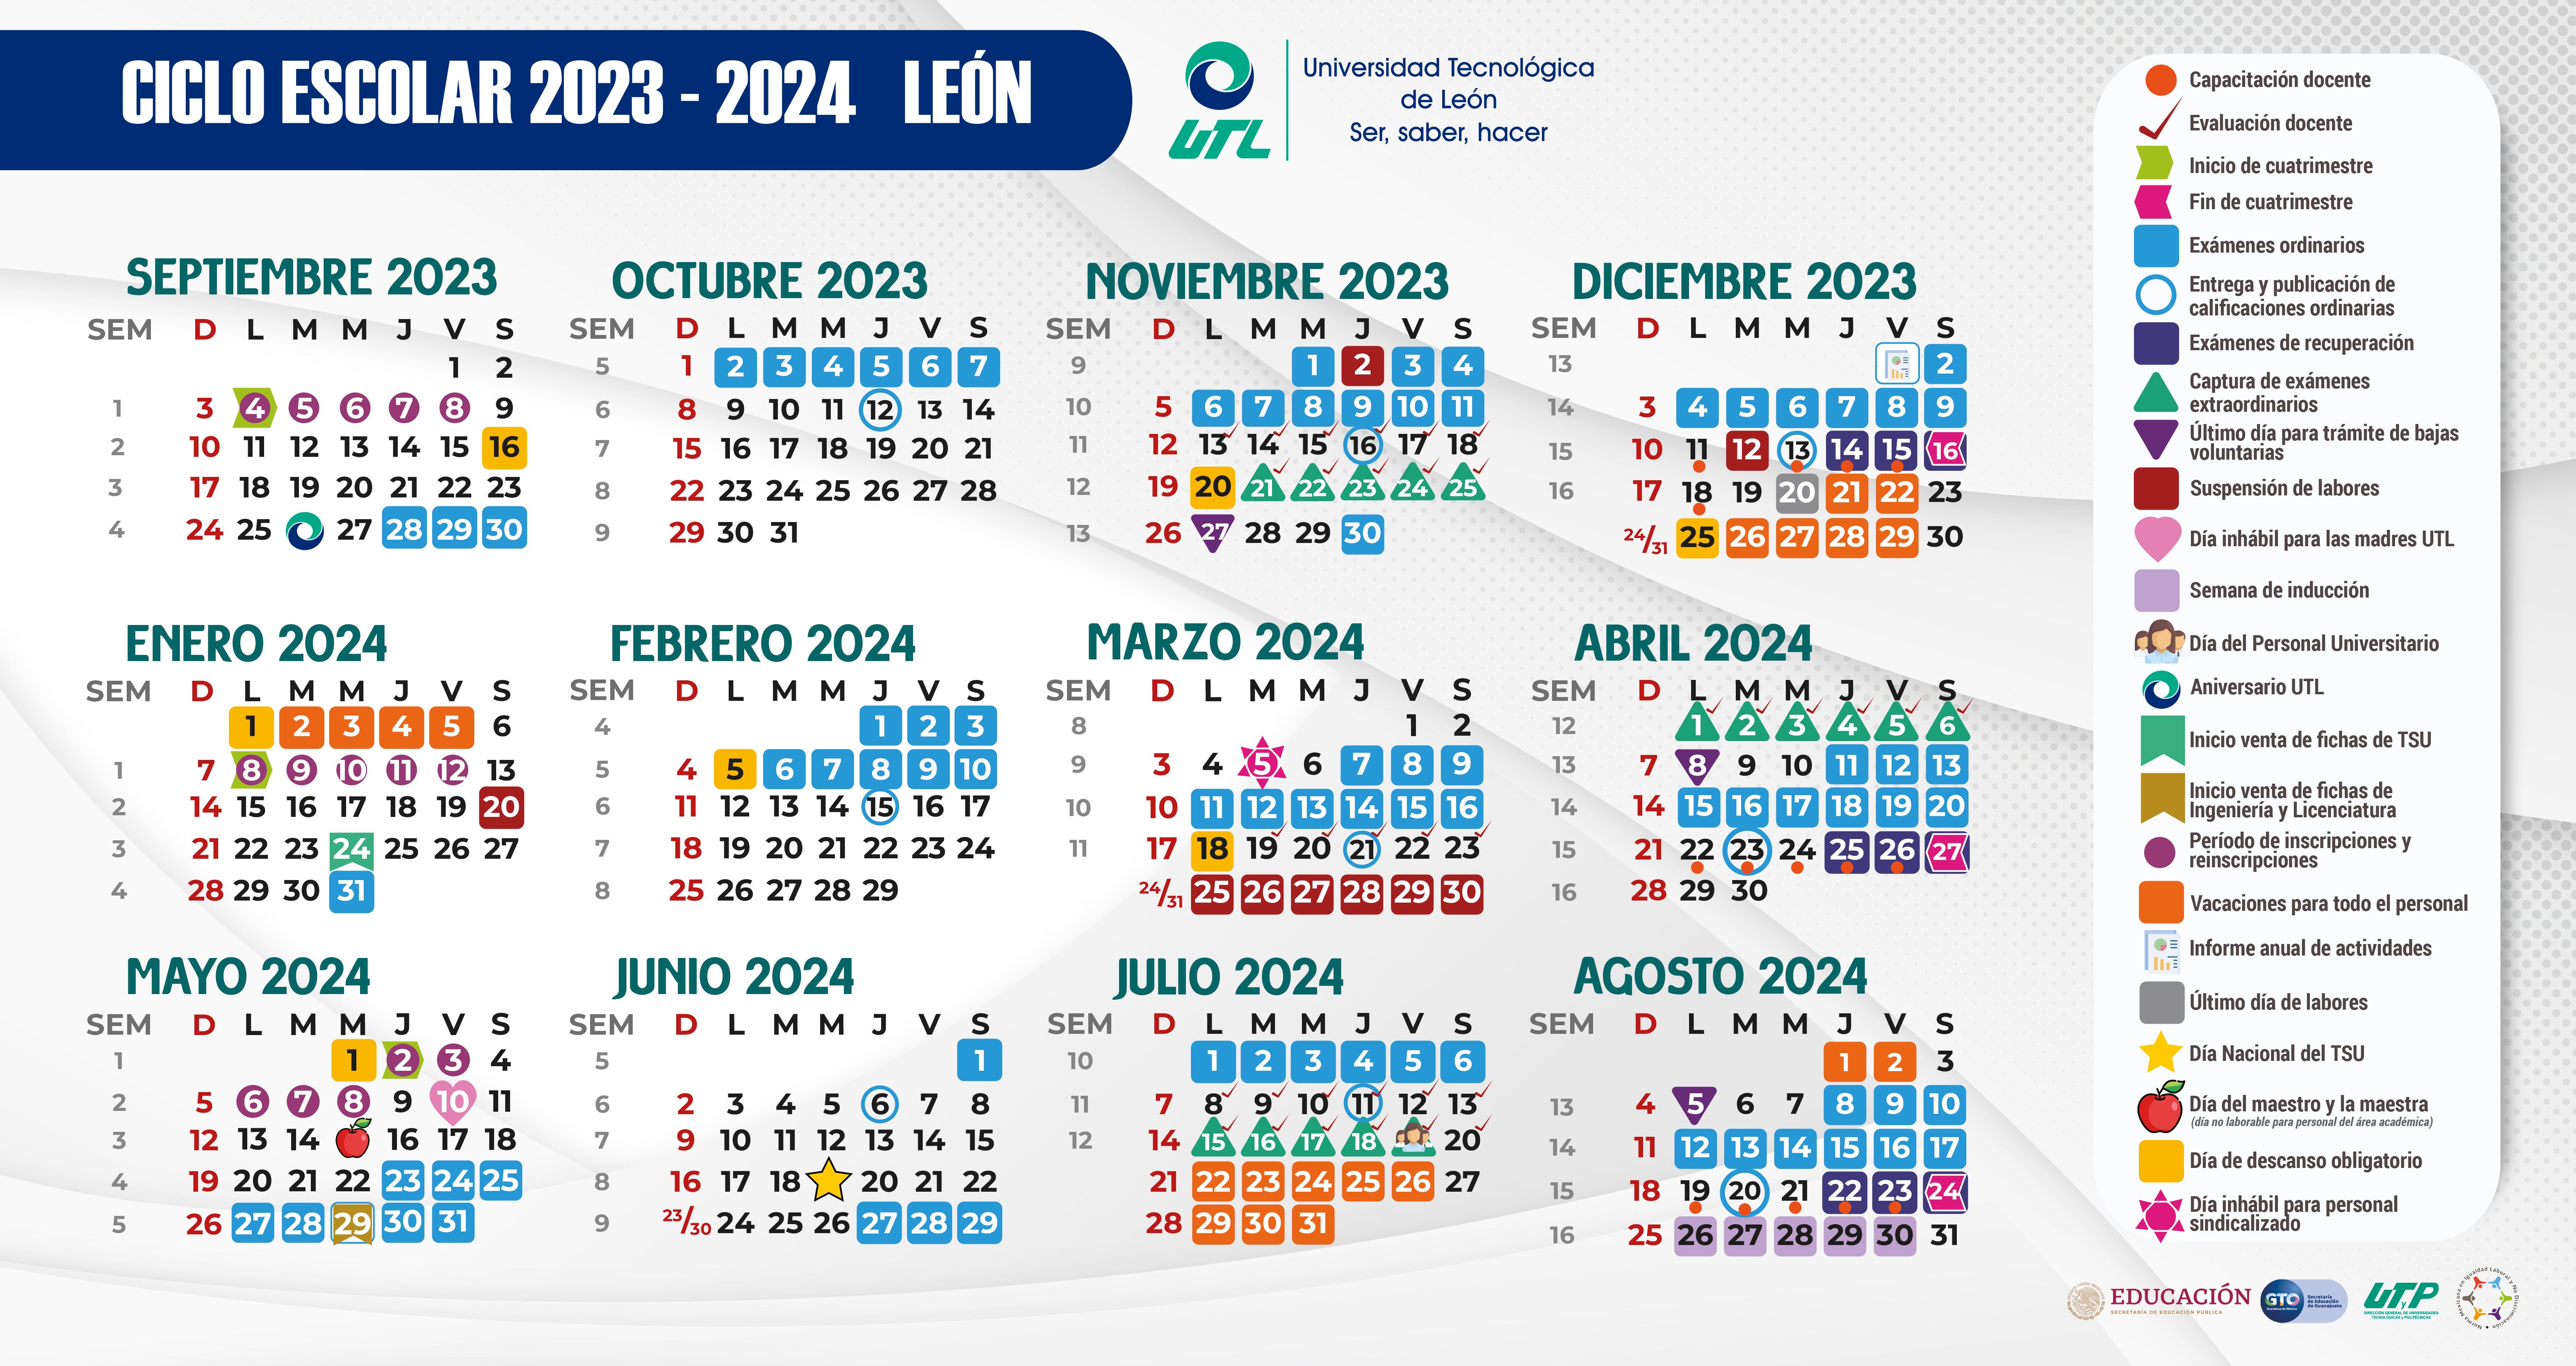 CICLO ESCOLAR 2023 - 2024 LEÓN
UTL
Universidad Tecnológica
de León
Ser, saber, hacer
SEPTIEMBRE 2023
SEM D L M M J V S
1 2
1 3 4 5 6 7 8 9
2 10 11 12 13 14 15 16
3 17 18 19 20 21 22 23
4 24 25 27 28 29 30
OCTUBRE 2023
SEM D L M M J V S
5 1 2 3 4 5 6 7
6 8 9 10 11 12 13 14
7 15 16 17 18 19 20 21
8 22 23 24 25 26 27 28
9 29 30 31
NOVIEMBRE 2023
SEM D L M M J V S
9 1 2 3 4
10 5 6 7 8 9 10 11
11 12 13 14 15 16 17 18
12 19 20 21 22 23 24 25
13 26 27 28 29 30
DICIEMBRE 2023
SEM D L M M J V S
13 2
14 3 4 5 6 7 8 9
15 10 11 12 13 14 15 16
16 17 18 19 20 21 22 23
24/31 25 26 27 28 29 30
ENERO 2024
SEM D L M M J V S
1 2 3 4 5 6
1 7 8 9 10 11 12 13
2 14 15 16 17 18 19 20
3 21 22 23 24 25 26 27
4 28 29 30 31
FEBRERO 2024
SEM D L M M J V S
4 1 2 3
5 4 5 6 7 8 9 10
6 11 12 13 14 15 16 17
7 18 19 20 21 22 23 24
8 25 26 27 28 29
MARZO 2024
SEM D L M M J V S
8 1 2
9 3 4 5 6 7 8 9
10 10 11 12 13 14 15 16
11 17 18 19 20 21 22 23
24/31 25 26 27 28 29 30
ABRIL 2024
SEM D L M M J V S
12 1 2 3 4 5 6
13 7 8 9 10 11 12 13
14 14 15 16 17 18 19 20
15 21 22 23 24 25 26 27
16 28 29 30
MAYO 2024
SEM D L M M J V S
1 1 2 3 4
2 5 6 7 8 9 10 11
3 12 13 14 16 17 18
4 19 20 21 22 23 24 25
5 26 27 28 29 30 31
JUNIO 2024
SEM D L M M J V S
5 1
6 2 3 4 5 6 7 8
7 9 10 11 12 13 14 15
8 16 17 18 20 21 22
9 23/30 24 25 26 27 28 29
JULIO 2024
SEM D L M M J V S
10 1 2 3 4 5 6
11 7 8 9 10 11 12 13
12 14 15 16 17 18 20
21 22 23 24 25 26 27
28 29 30 31
AGOSTO 2024
SEM D L M M J V S
1 2 3
13 4 5 6 7 8 9 10
14 11 12 13 14 15 16 17
15 18 19 20 21 22 23 24
16 25 26 27 28 29 30 31
Capacitación docente
Evaluación docente
Inicio de cuatrimestre
Fin de cuatrimestre
Exámenes ordinarios
Entrega y publicación de
calificaciones ordinarias
Exámenes de recuperación
Captura de exámenes
extraordinarios
Último día para trámite de bajas
voluntarias
Suspensión de labores
Día inhábil para las madres UTL
Semana de inducción
Día del Personal Universitario
Aniversario UTL
Inicio venta de fichas de TSU
Inicio venta de fichas de
Ingeniería y Licenciatura
Período de inscripciones y
reinscripciones
Vacaciones para todo el personal
Informe anual de actividades
Último día de labores
Día Nacional del TSU
Día del maestro y la maestra
(día no laborable para personal del área académica)
Día de descanso obligatorio
Día inhábil para personal
sindicalizado
EDUCACIÓN
SECRETARÍA DE EDUCACIÓN PÚBLICA
GTO
Secretaría
de Educación
de Guanajuato
UTyP
DIRECCIÓN GENERAL DE UNIVERSIDADES
TECNOLÓGICAS Y POLITÉCNICAS
Norma Mexicana en Igualdad Laboral Y No Discriminación